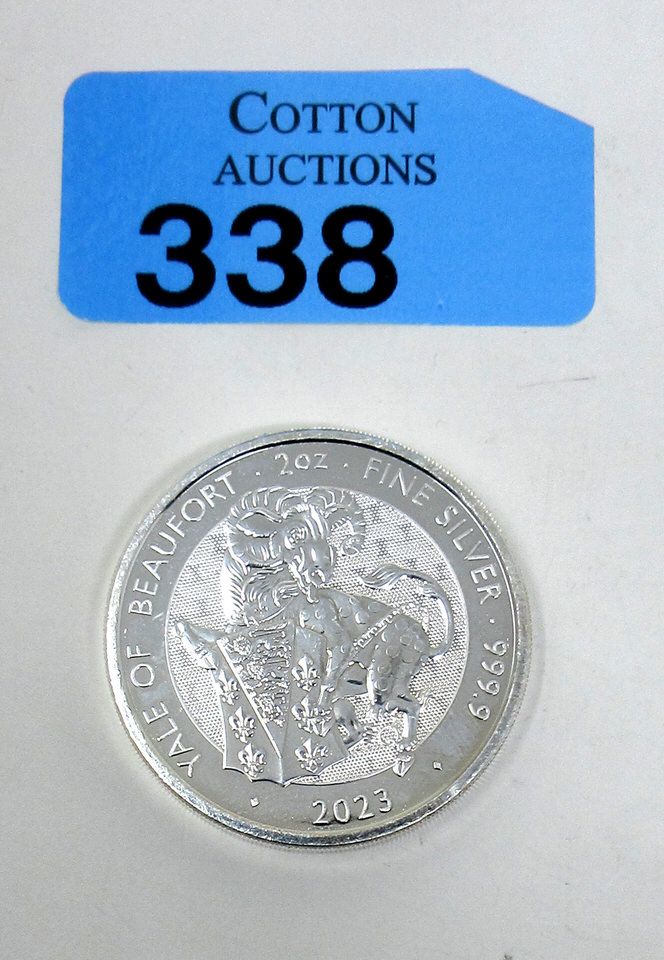 COTTON
AUCTIONS
338
YALE OF BEAUFORT · 2oz · FINE SILVER · 999.9
2023